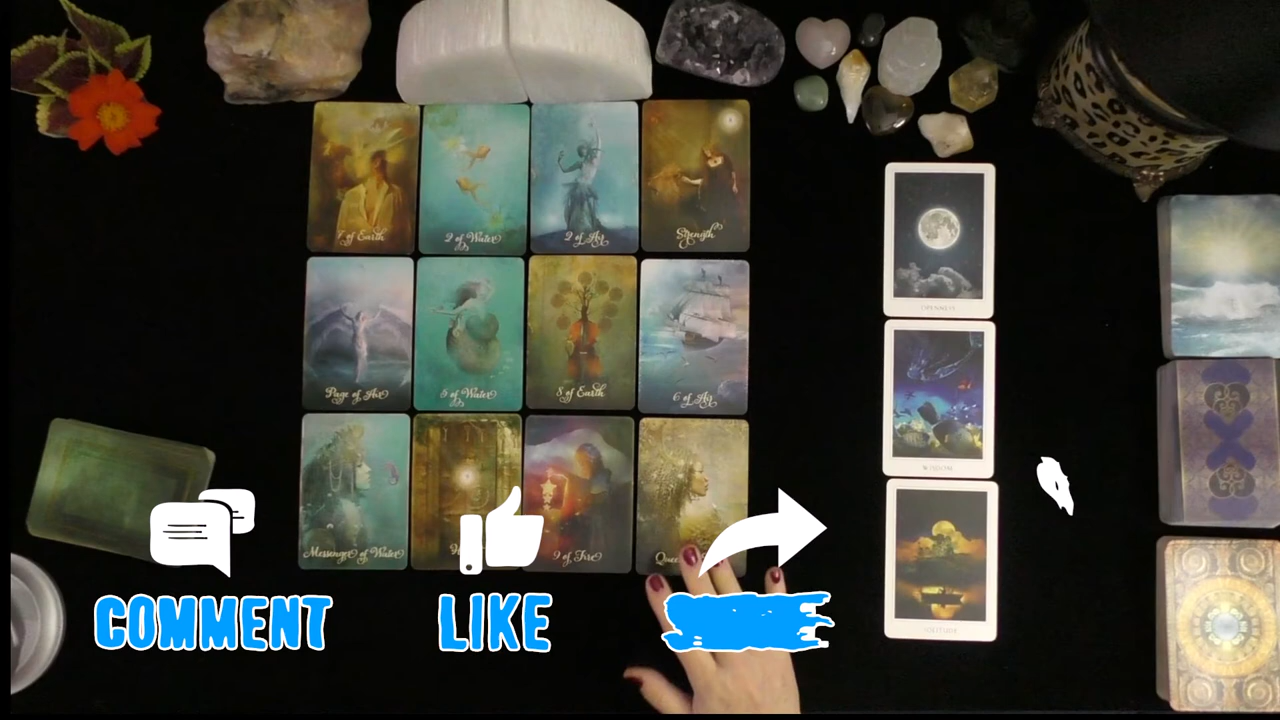 7 of Earth
2 of Water
2 of Air
Strength
Page of Air
5 of Water
8 of Earth
6 of Air
Messenger of Water
9 of Fire
OPENNESS
WISDOM
SOLITUDE
COMMENT
LIKE